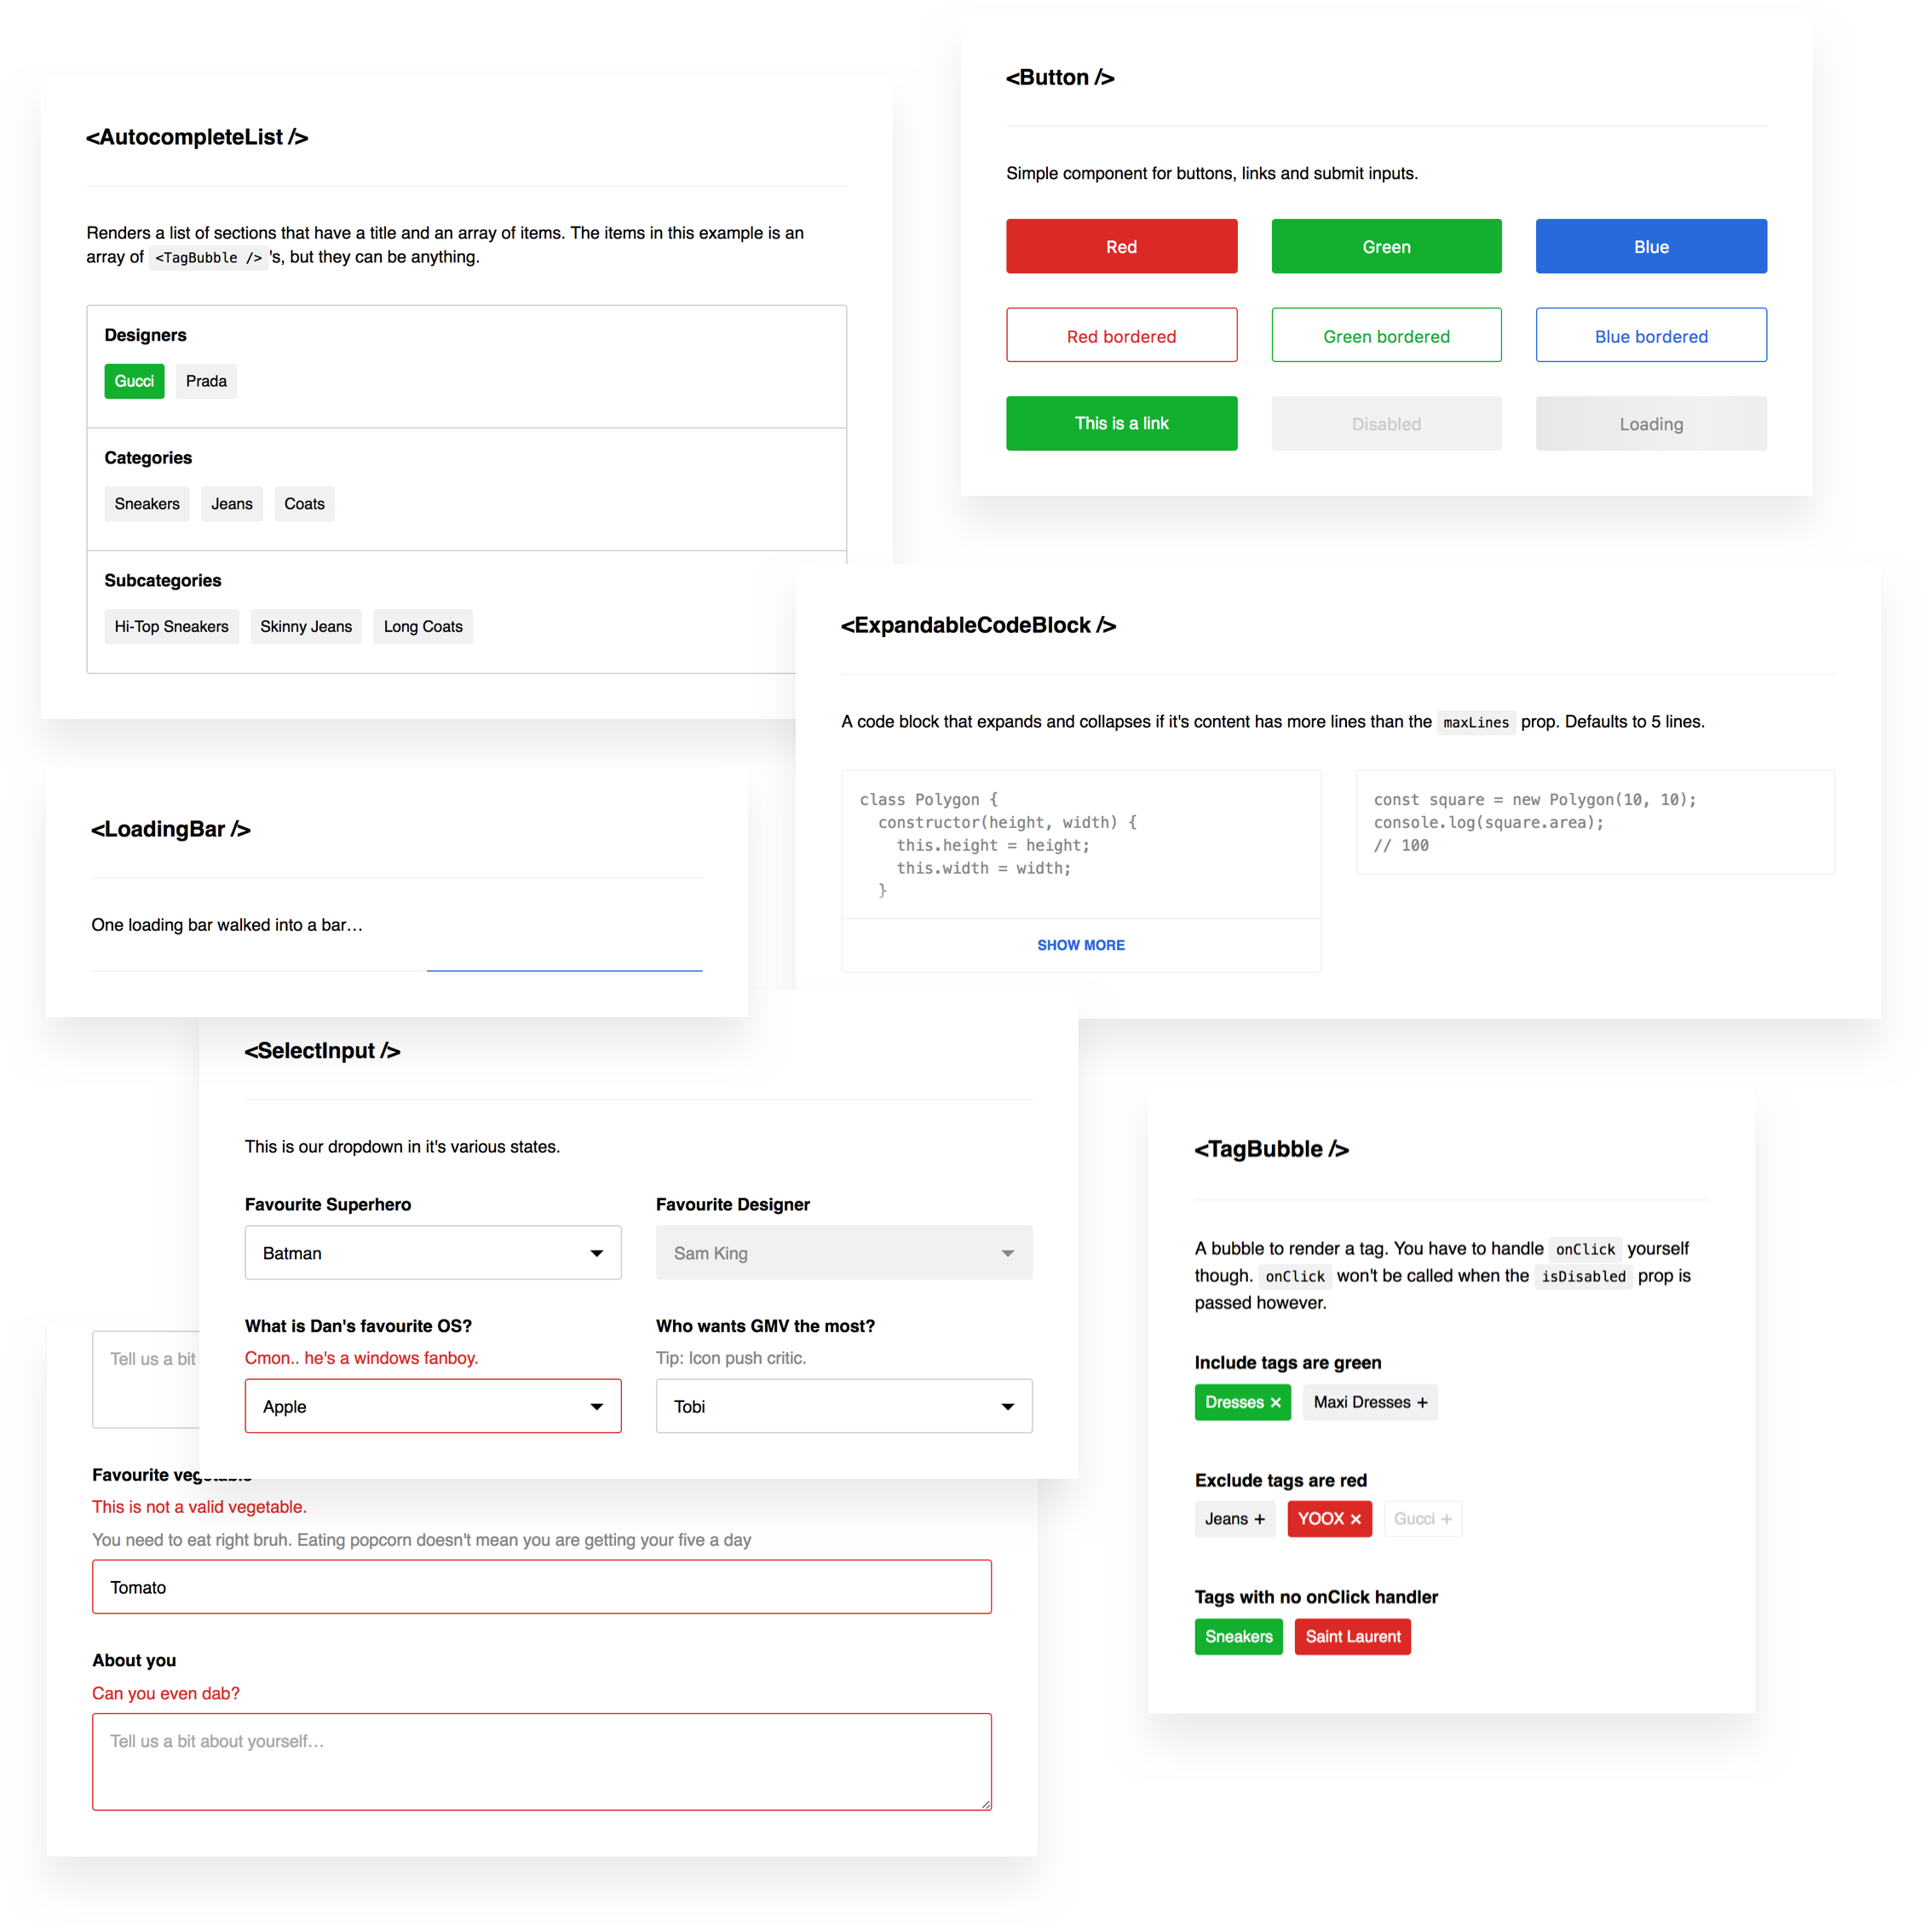 <Button />
Simple component for buttons, links and submit inputs.
Red
Green
Blue
Red bordered
Green bordered
Blue bordered
This is a link
Disabled
Loading
<AutocompleteList />
Renders a list of sections that have a title and an array of items. The items in this example is an
array of <TagBubble /> 's, but they can be anything.
Designers
Gucci
Prada
Categories
Sneakers
Jeans
Coats
Subcategories
Hi-Top Sneakers
Skinny Jeans
Long Coats
<ExpandableCodeBlock />
A code block that expands and collapses if it's content has more lines than the maxLines prop. Defaults to 5 lines.
class Polygon {
  constructor(height, width) {
    this.height = height;
    this.width = width;
  }
SHOW MORE
const square = new Polygon(10, 10);
console.log(square.area);
// 100
<LoadingBar />
One loading bar walked into a bar…
<SelectInput />
This is our dropdown in it's various states.
Favourite Superhero
Batman
Favourite Designer
Sam King
What is Dan's favourite OS?
Cmon.. he's a windows fanboy.
Apple
Who wants GMV the most?
Tip: Icon push critic.
Tobi
Tell us a bit
Favourite vegetable
This is not a valid vegetable.
You need to eat right bruh. Eating popcorn doesn't mean you are getting your five a day
Tomato
About you
Can you even dab?
Tell us a bit about yourself…
<TagBubble />
A bubble to render a tag. You have to handle onClick yourself
though. onClick won't be called when the isDisabled prop is
passed however.
Include tags are green
Dresses ×
Maxi Dresses +
Exclude tags are red
Jeans +
YOOX ×
Gucci +
Tags with no onClick handler
Sneakers
Saint Laurent